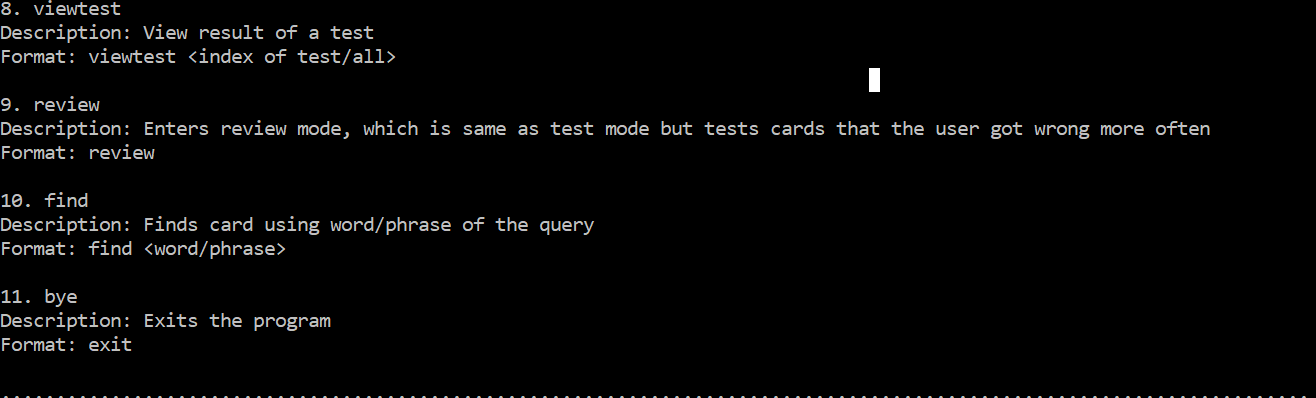 8. viewtest
Description: View result of a test
Format: viewtest <index of test/all>
9. review
Description: Enters review mode, which is same as test mode but tests cards that the user got wrong more often
Format: review
10. find
Description: Finds card using word/phrase of the query
Format: find <word/phrase>
11. bye
Description: Exits the program
Format: exit